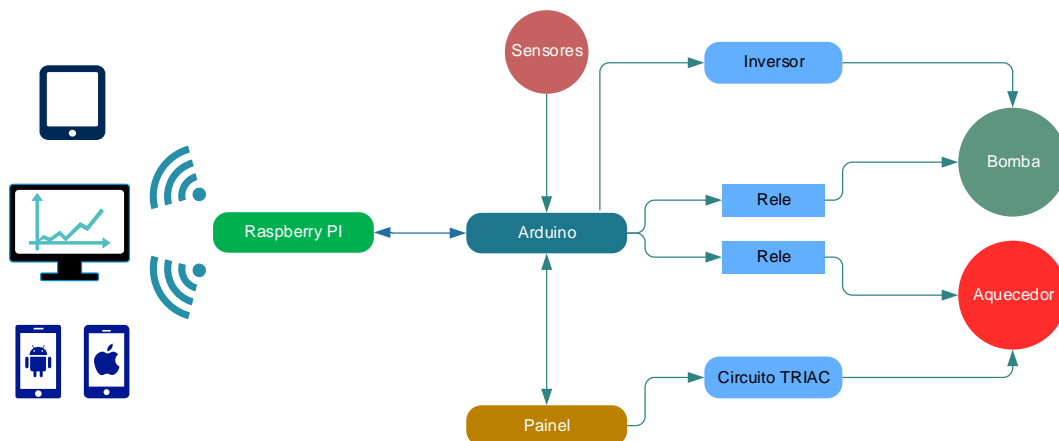 Sensores
Inversor
Bomba
Rele
Raspberry PI
Arduino
Rele
Aquecedor
Circuito TRIAC
Painel